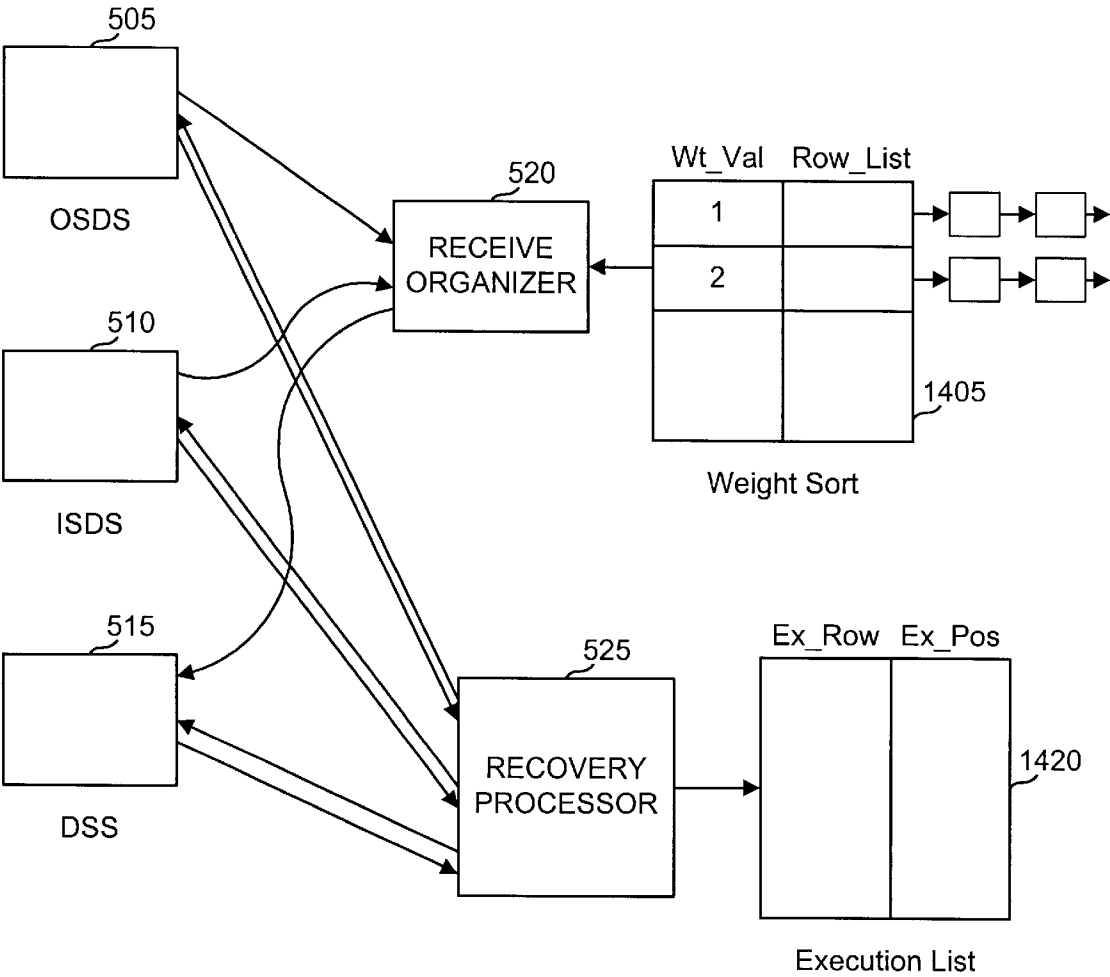 505
OSDS
520
RECEIVE
ORGANIZER
Wt_Val Row_List
1
2
1405
Weight Sort
510
ISDS
515
DSS
525
RECOVERY
PROCESSOR
Ex_Row Ex_Pos
1420
Execution List